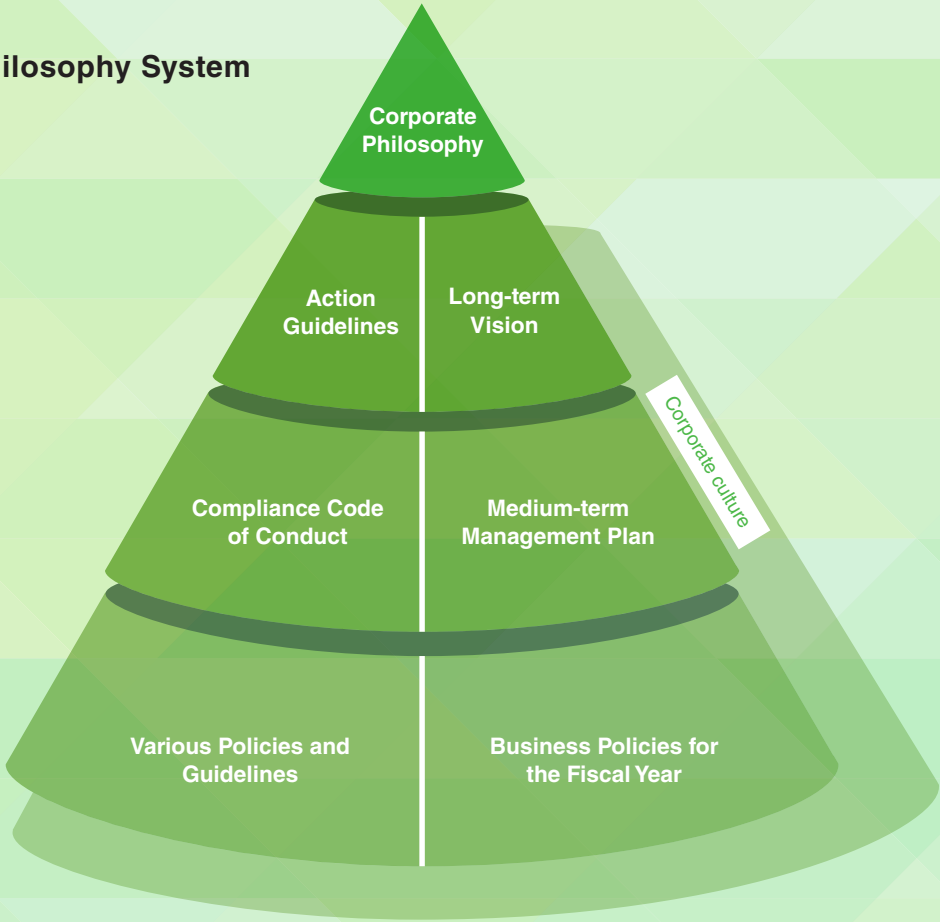 ilosophy System
Corporate
Philosophy
Action
Guidelines
Long-term
Vision
Corporate culture
Compliance Code
of Conduct
Medium-term
Management Plan
Various Policies and
Guidelines
Business Policies for
the Fiscal Year